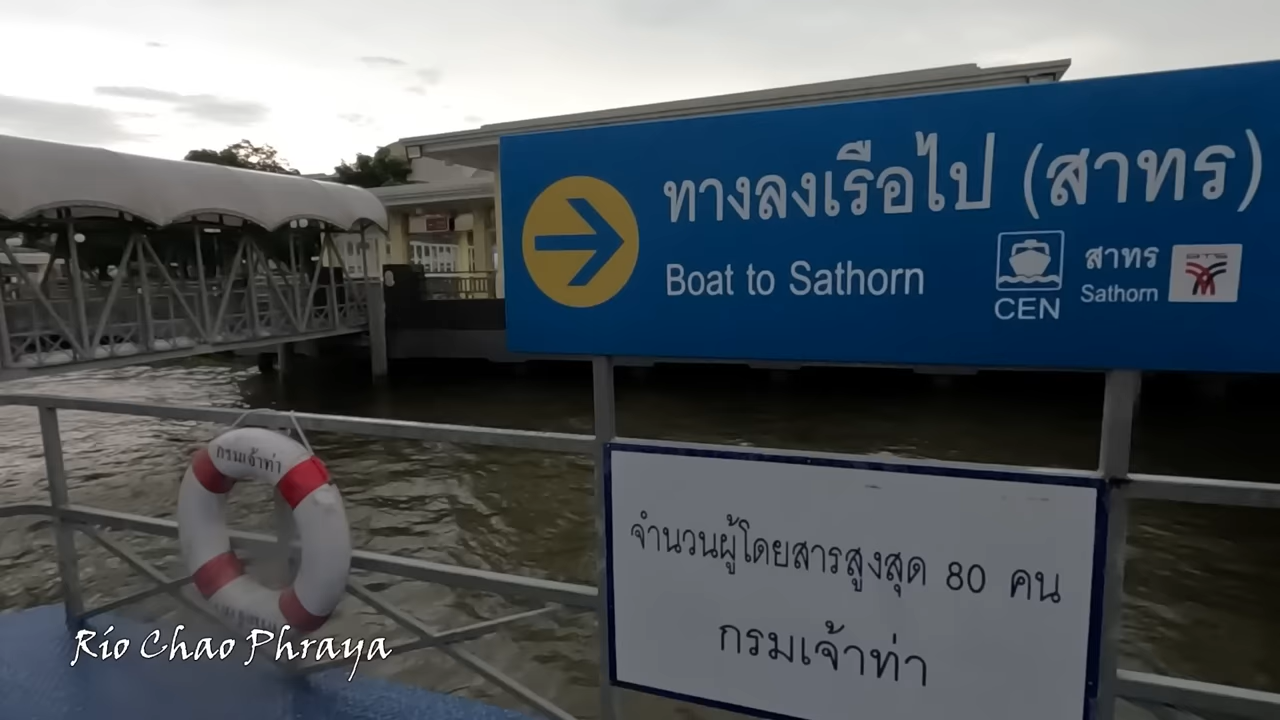 ทางลงเรือไป (สาทร)
Boat to Sathorn
CEN
สาทร
Sathorn
BTS
กรมเจ้าท่า
จำนวนผู้โดยสารสูงสุด 80 คน
กรมเจ้าท่า
Río Chao Phraya